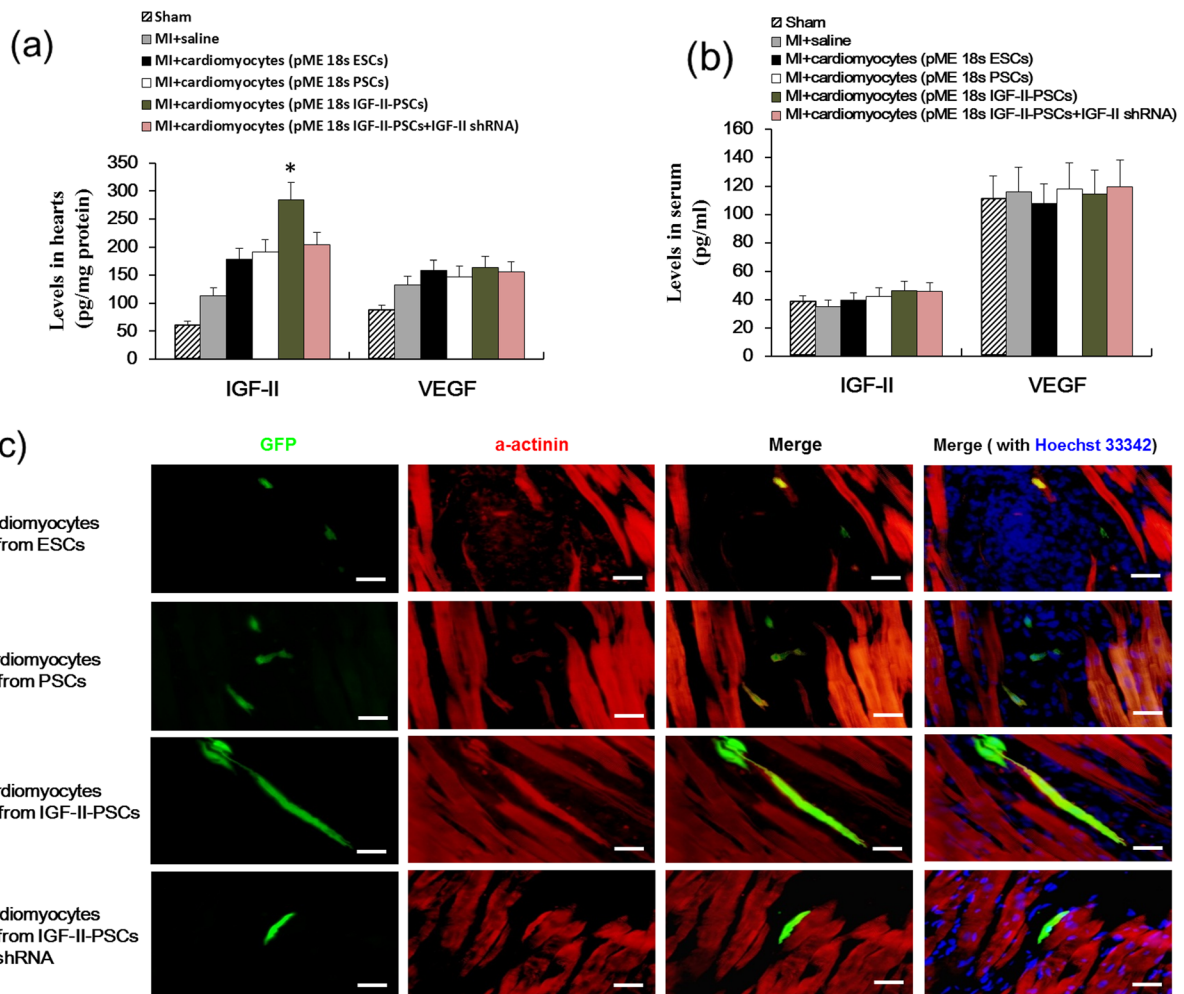 (a)
Sham
MI+saline
MI+cardiomyocytes (pME 18s ESCs)
MI+cardiomyocytes (pME 18s PSCs)
MI+cardiomyocytes (pME 18s IGF-II-PSCs)
MI+cardiomyocytes (pME 18s IGF-II-PSCs+IGF-II shRNA)
Levels in hearts
(pg/mg protein)
350
300
250
200
150
100
50
0
*
IGF-II
VEGF
(b)
Sham
MI+saline
MI+cardiomyocytes (pME 18s ESCs)
MI+cardiomyocytes (pME 18s PSCs)
MI+cardiomyocytes (pME 18s IGF-II-PSCs)
MI+cardiomyocytes (pME 18s IGF-II-PSCs+IGF-II shRNA)
Levels in serum
(pg/ml)
160
140
120
100
80
60
40
20
0
IGF-II
VEGF
c)
GFP
a-actinin
Merge
Merge ( with Hoechst 33342)
diomyocytes
from ESCs
rdiomyocytes
from PSCs
rdiomyocytes
from IGF-II-PSCs
diomyocytes
from IGF-II-PSCs
shRNA